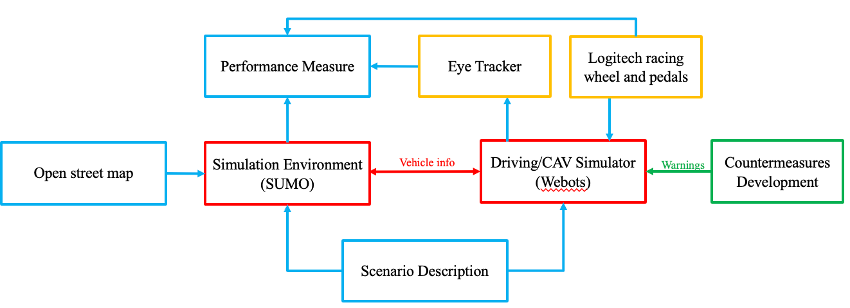 Performance Measure
Eye Tracker
Logitech racing
wheel and pedals
Open street map
Simulation Environment
(SUMO)
Vehicle info
Driving/CAV Simulator
(Webots)
Warnings
Countermeasures
Development
Scenario Description